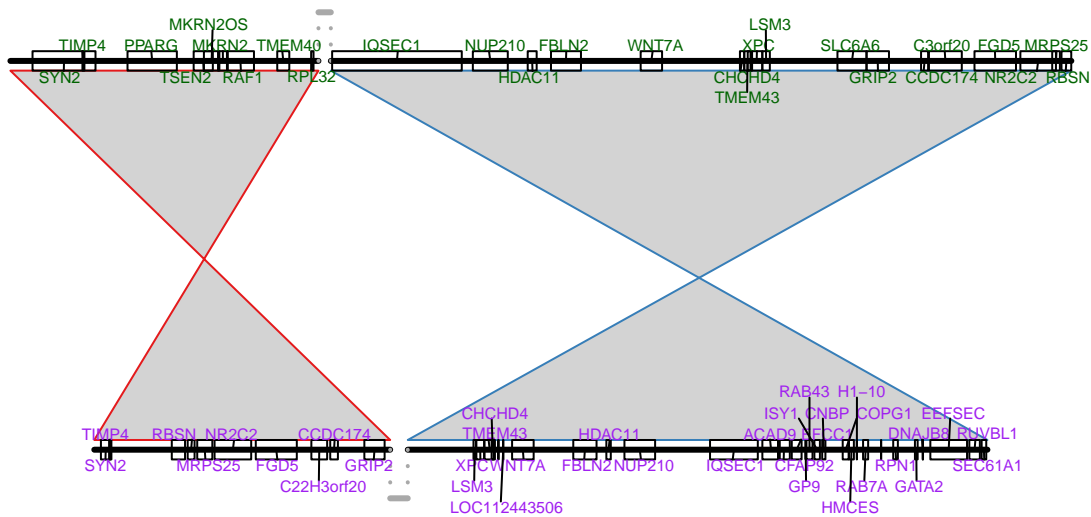 MKRN2OS LSM3
TIMP4 PPARG MKRN2 TMEM40 IQSEC1 NUP210 FBLN2 WNT7A XPC SLC6A6 C3orf20 FGD5 MRPS25
SYN2 TSEN2 RAF1 RPL32 HDAC11 CHCHD4 GRIP2 CCDC174 NR2C2 RBSN
TMEM43
RAB43 H1−10
CHCHD4 ISY1 CNBP COPG1 EEFSEC
TIMP4 RBSN NR2C2 CCDC174 TMEM43 HDAC11 ACAD9 EFCC1 DNAJB8 RUVBL1
SYN2 MRPS25 FGD5 GRIP2 XPC WNT7A FBLN2 NUP210 IQSEC1 CFAP92 RPN1 SEC61A1
C22H3orf20 LSM3 GP9 RAB7A GATA2
LOC112443506 HMCES